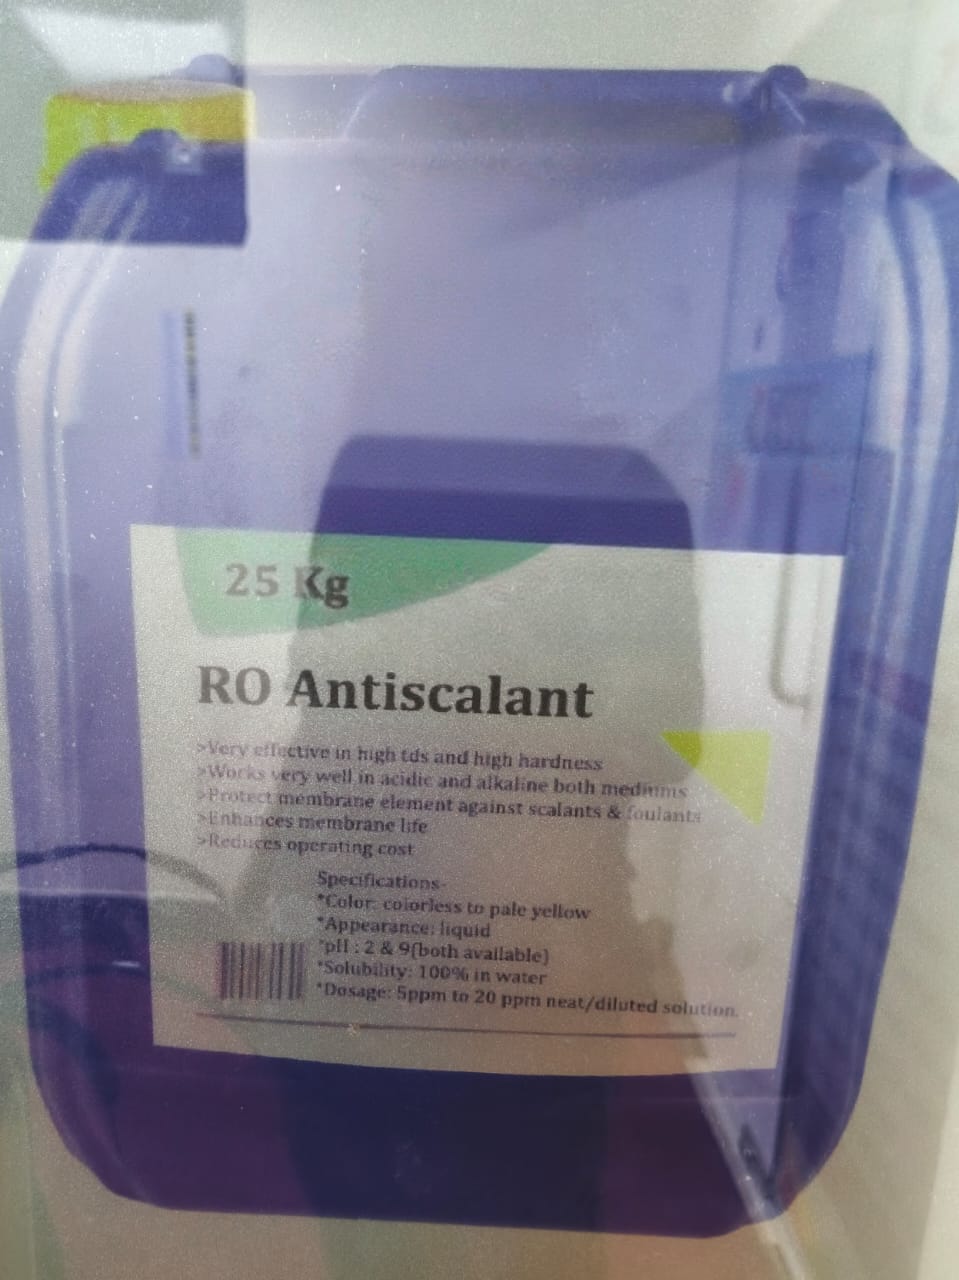 25 Kg
RO Antiscalant
>Very effective in high tds and high hardness
>Works very well in acidic and alkaline both mediums
>Protect membrane element against scalants & foulants
>Enhances membrane life
>Reduces operating cost
Specifications-
*Color: colorless to pale yellow
*Appearance: liquid
*pH : 2 & 9(both available)
*Solubility: 100% in water
*Dosage: 5ppm to 20 ppm neat/diluted solution.